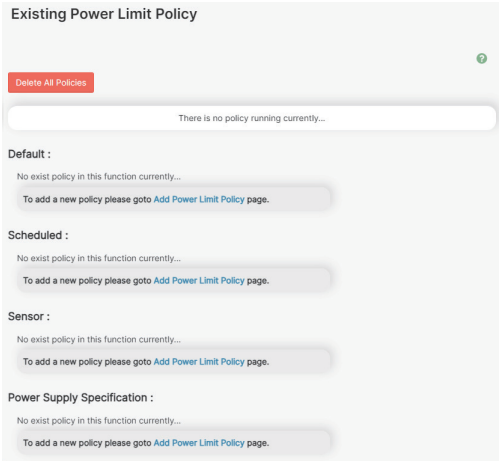 Existing Power Limit Policy
Delete All Policies
There is no policy running currently...
Default :
No exist policy in this function currently...
To add a new policy please goto Add Power Limit Policy page.
Scheduled :
No exist policy in this function currently...
To add a new policy please goto Add Power Limit Policy page.
Sensor :
No exist policy in this function currently...
To add a new policy please goto Add Power Limit Policy page.
Power Supply Specification :
No exist policy in this function currently...
To add a new policy please goto Add Power Limit Policy page.